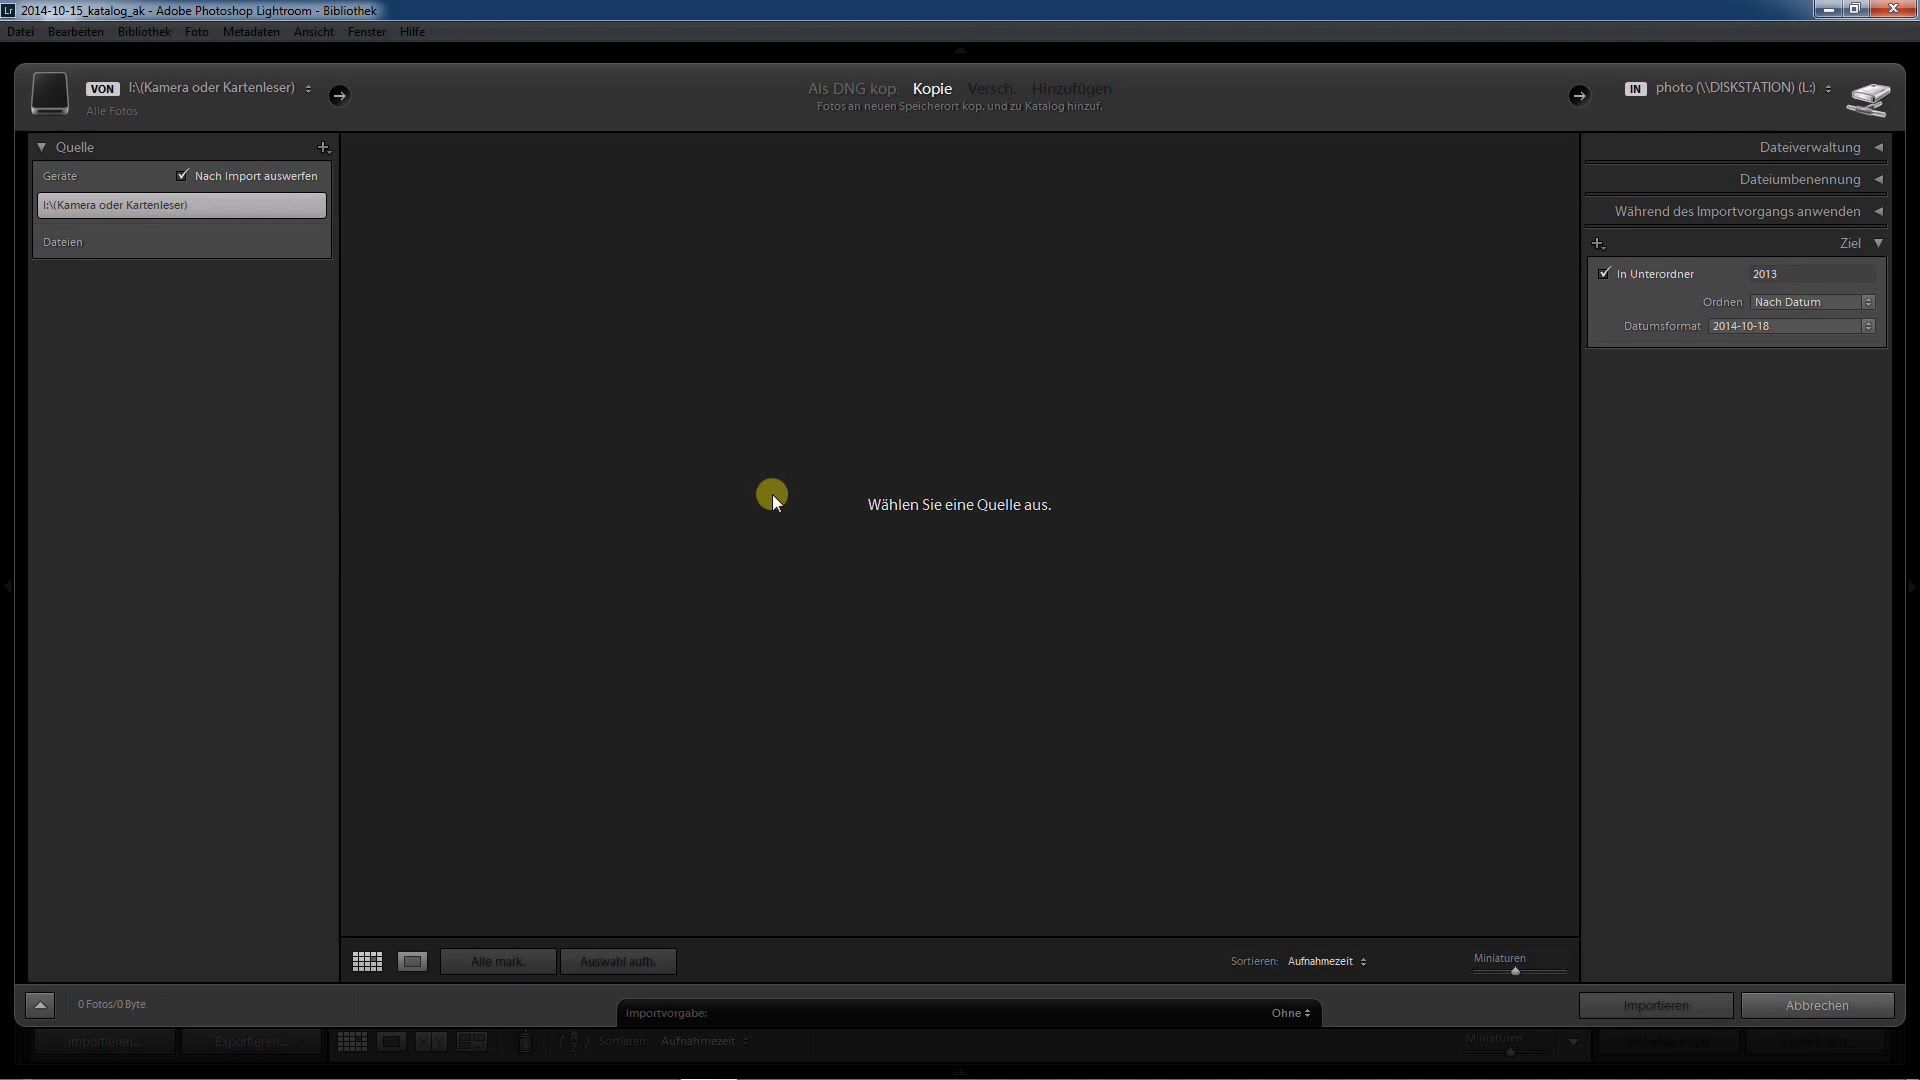 2014-10-15_katalog_ak - Adobe Photoshop Lightroom - Bibliothek
Datei Bearbeiten Bibliothek Foto Metadaten Ansicht Fenster Hilfe
VON I:\(Kamera oder Kartenleser)
Alle Fotos
Als DNG kop. Kopie Versch. Hinzufügen
Fotos an neuen Speicherort kop. und zu Katalog hinzuf.
IN photo (\\DISKSTATION) (L:)
Quelle
Geräte Nach Import auswerfen
I:\(Kamera oder Kartenleser)
Dateien
Wählen Sie eine Quelle aus.
Dateiverwaltung
Dateiumbenennung
Während des Importvorgangs anwenden
Ziel
In Unterordner 2013
Ordnen Nach Datum
Datumsformat 2014-10-18
Alle mark. Auswahl aufh. Sortieren: Aufnahmezeit Miniaturen
0 Fotos/0 Byte
Importvorgabe: Ohne
Importieren Abbrechen
Importieren... Exportieren... XY Sortieren: Aufnahmezeit Miniaturen